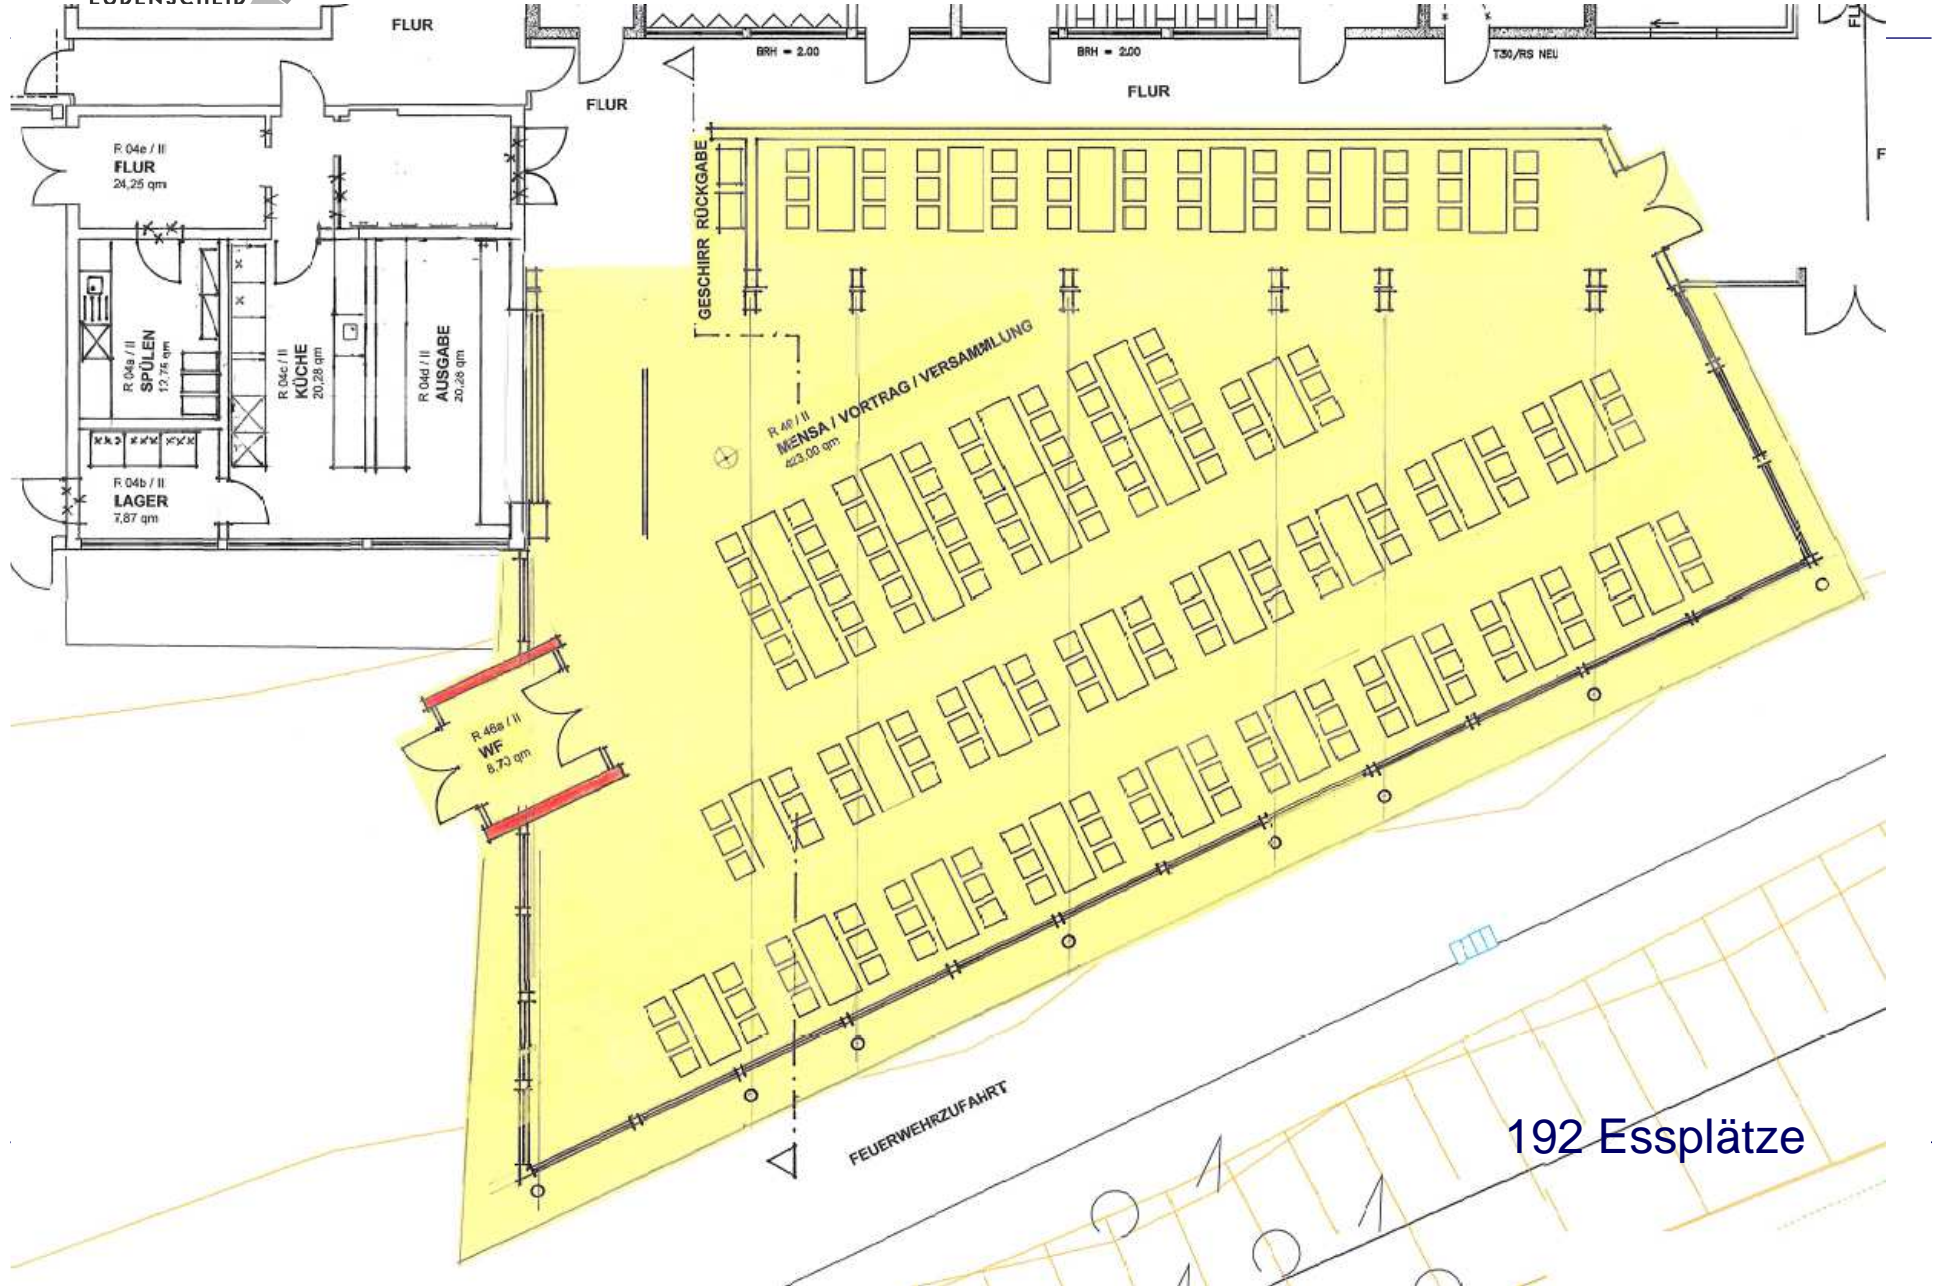 LÜDENSCHEID
FLUR
BRH = 2.00
BRH = 2.00
T30/RS NEU
FLUR
FLUR
R 04e / II
FLUR
24,25 qm
GESCHIRR RÜCKGABE
R 04a / II
SPÜLEN
12,75 qm
R 04c / II
KÜCHE
20,28 qm
R 04d / II
AUSGABE
20,28 qm
MENSA / VORTRAG / VERSAMMLUNG
423,00 qm
R 04b / II
LAGER
7,87 qm
R 46a / II
WF
8,70 qm
FEUERWEHRZUFAHRT
192 Essplätze